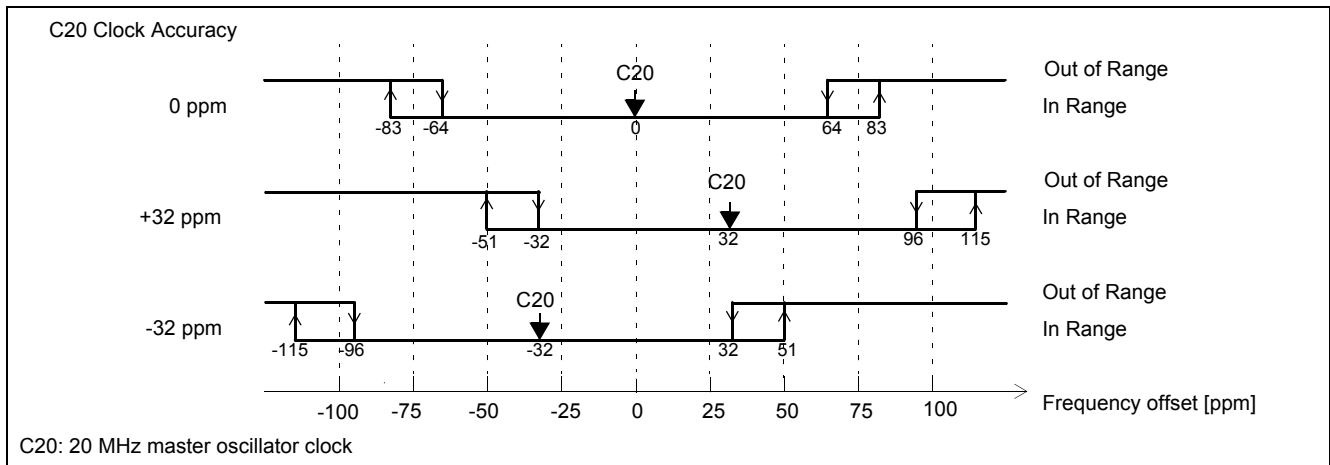 C20 Clock Accuracy
C20
Out of Range
0 ppm
In Range
-83 -64 0 64 83
C20
Out of Range
+32 ppm
In Range
-51 -32 32 96 115
C20
Out of Range
-32 ppm
In Range
-115 -96 -32 32 51
-100 -75 -50 -25 0 25 50 75 100
Frequency offset [ppm]
C20: 20 MHz master oscillator clock